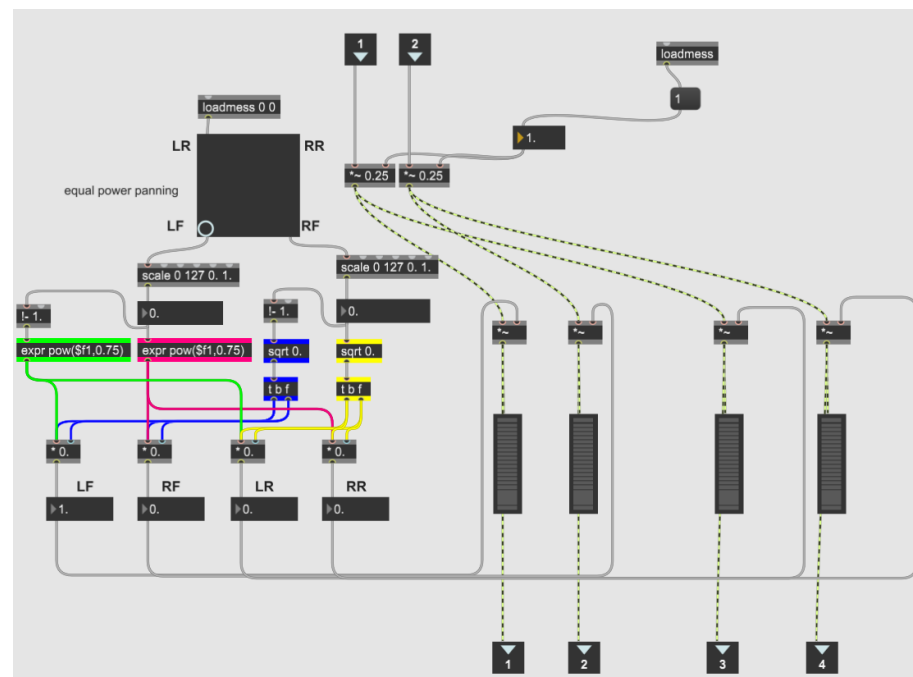 1
2
loadmess
1
1.
loadmess 0 0
LR
RR
*~ 0.25
*~ 0.25
equal power panning
LF
RF
scale 0 127 0. 1.
scale 0 127 0. 1.
!- 1.
0.
!- 1.
0.
*~
*~
*~
*~
expr pow($f1,0.75)
expr pow($f1,0.75)
sqrt 0.
sqrt 0.
t b f
t b f
* 0.
* 0.
* 0.
* 0.
LF
RF
LR
RR
1.
0.
0.
0.
1
2
3
4